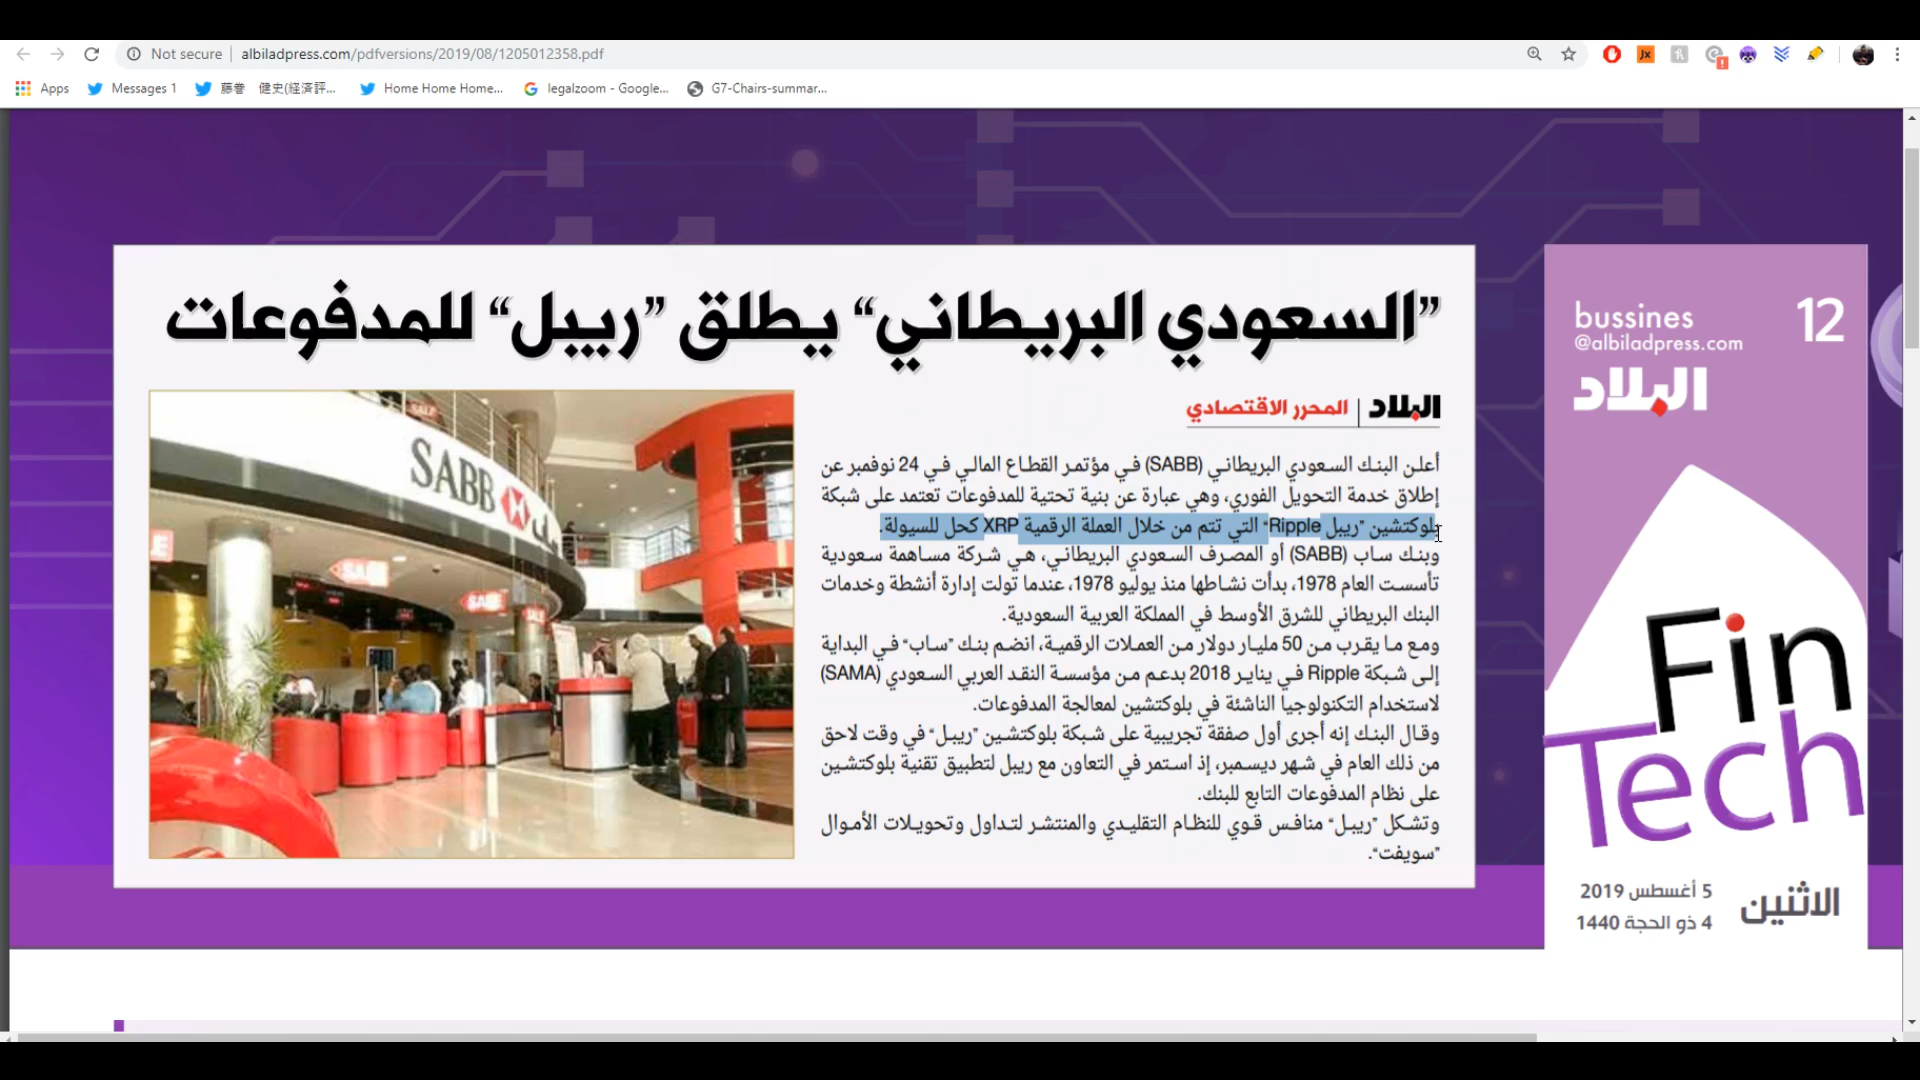 Not secure
albiladpress.com/pdfversions/2019/08/1205012358.pdf
Apps
Messages 1
藤巻 健史(経済評...
Home Home Home...
legalzoom - Google...
G7-Chairs-summar...
”السعودي البريطاني“ يطلق ”ريبل“ للمدفوعات
البلاد | المحرر الاقتصادي
أعلن البنك السعودي البريطاني (SABB) في مؤتمر القطاع المالي في 24 نوفمبر عن
إطلاق خدمة التحويل الفوري، وهي عبارة عن بنية تحتية للمدفوعات تعتمد على شبكة
بلوكتشين ”ريبل Ripple“ التي تتم من خلال العملة الرقمية XRP كحل للسيولة.
وبنك ساب (SABB) أو المصرف السعودي البريطاني، هي شركة مساهمة سعودية
تأسست العام 1978، بدأت نشاطها منذ يوليو 1978، عندما تولت إدارة أنشطة وخدمات
البنك البريطاني للشرق الأوسط في المملكة العربية السعودية.
ومع ما يقرب من 50 مليار دولار من العملات الرقمية، انضم بنك ”ساب“ في البداية
إلى شبكة Ripple في يناير 2018 بدعم من مؤسسة النقد العربي السعودي (SAMA)
لاستخدام التكنولوجيا الناشئة في بلوكتشين لمعالجة المدفوعات.
وقال البنك إنه أجرى أول صفقة تجريبية على شبكة بلوكتشين ”ريبل“ في وقت لاحق
من ذلك العام في شهر ديسمبر، إذ استمر في التعاون مع ريبل لتطبيق تقنية بلوكتشين
على نظام المدفوعات التابع للبنك.
وتشكل ”ريبل“ منافس قوي للنظام التقليدي والمنتشر لتداول وتحويلات الأموال
”سويفت“.
SABB
SALE
SALE
SALE
bussines
@albiladpress.com
12
البلاد
Fin
Tech
الاثنين
5 أغسطس 2019
4 ذو الحجة 1440